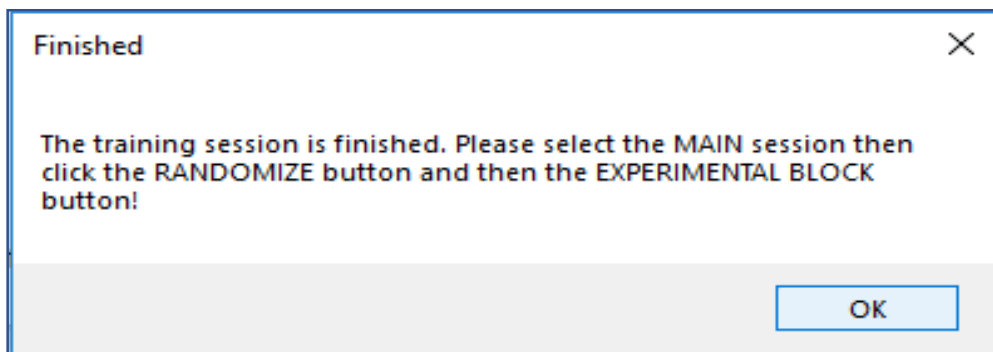 Finished
The training session is finished. Please select the MAIN session then
click the RANDOMIZE button and then the EXPERIMENTAL BLOCK
button!
OK